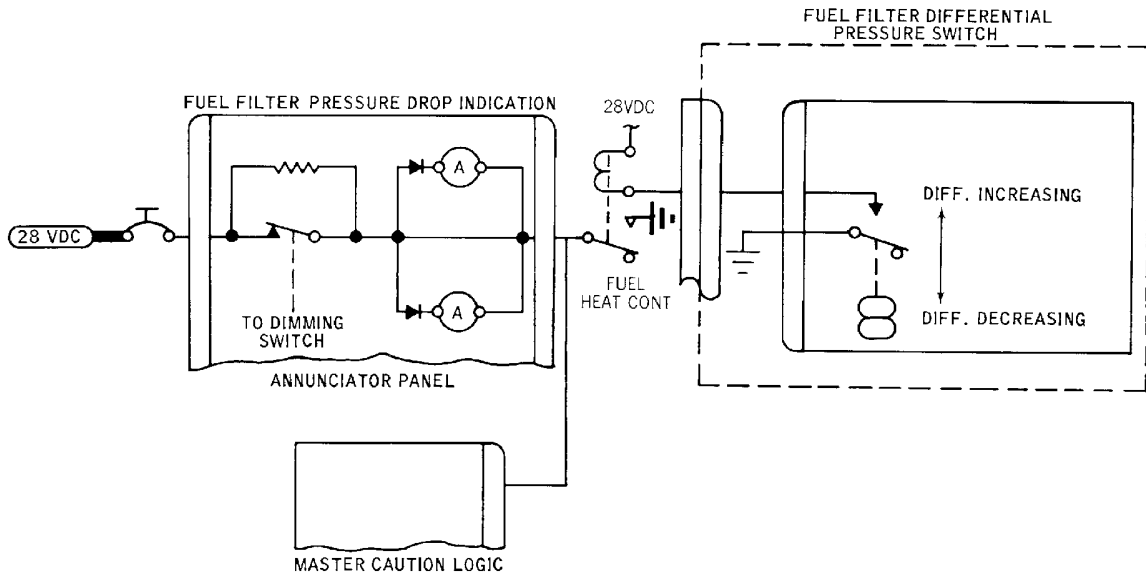 FUEL FILTER DIFFERENTIAL
PRESSURE SWITCH
FUEL FILTER PRESSURE DROP INDICATION
28VDC
A
DIFF. INCREASING
28 VDC
FUEL
HEAT CONT
A
DIFF. DECREASING
TO DIMMING
SWITCH
ANNUNCIATOR PANEL
MASTER CAUTION LOGIC